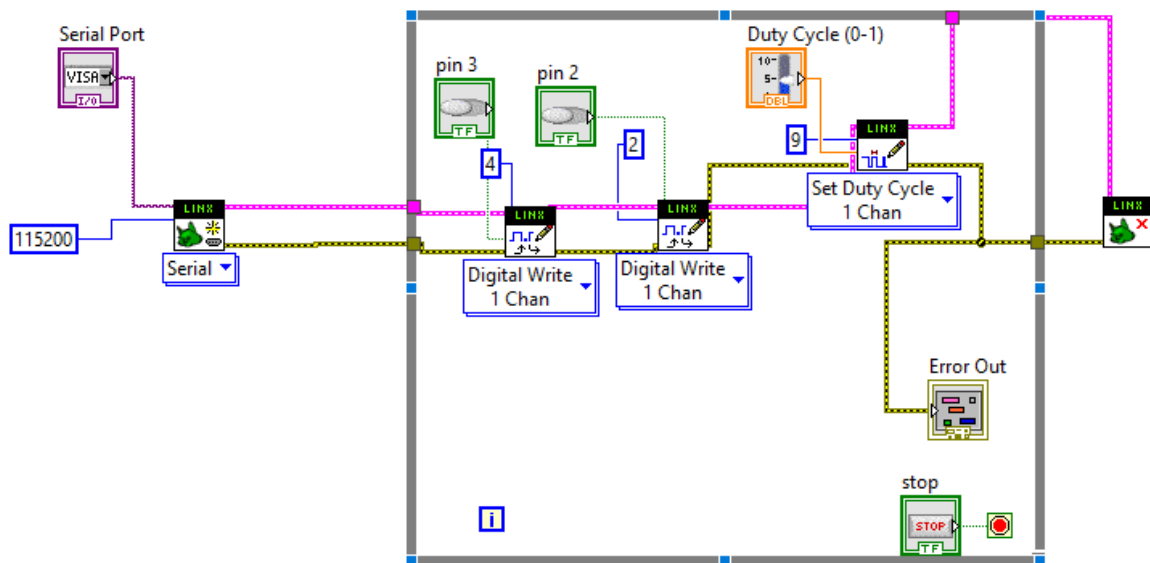 Serial Port
VISA
I/O
115200
LINX
Serial
pin 3
TF
pin 2
TF
4
2
LINX
Digital Write
1 Chan
LINX
Digital Write
1 Chan
Duty Cycle (0-1)
10-
5-
DBL
9
LINX
Set Duty Cycle
1 Chan
LINX
Error Out
stop
STOP
TF
i